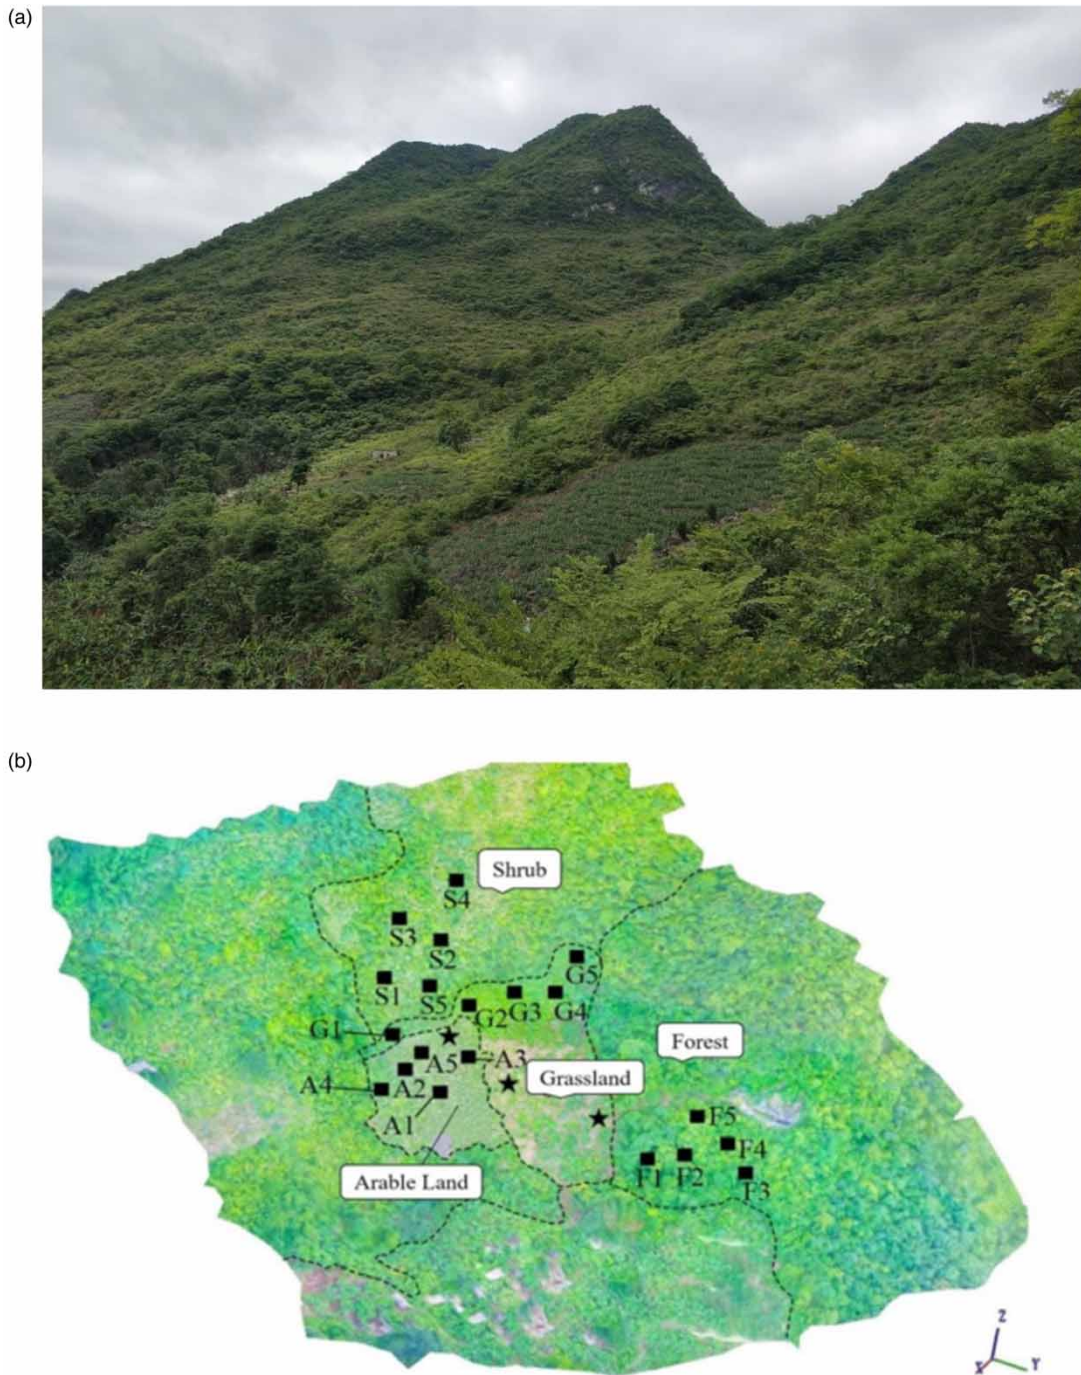 (a)
(b)
Shrub
S4
S3
S2
G5
S1
S5
G2
G3
G4
G1
Forest
A5
A3
Grassland
A4
A2
A1
F5
F4
Arable Land
F1
F2
F3
Z
X
Y